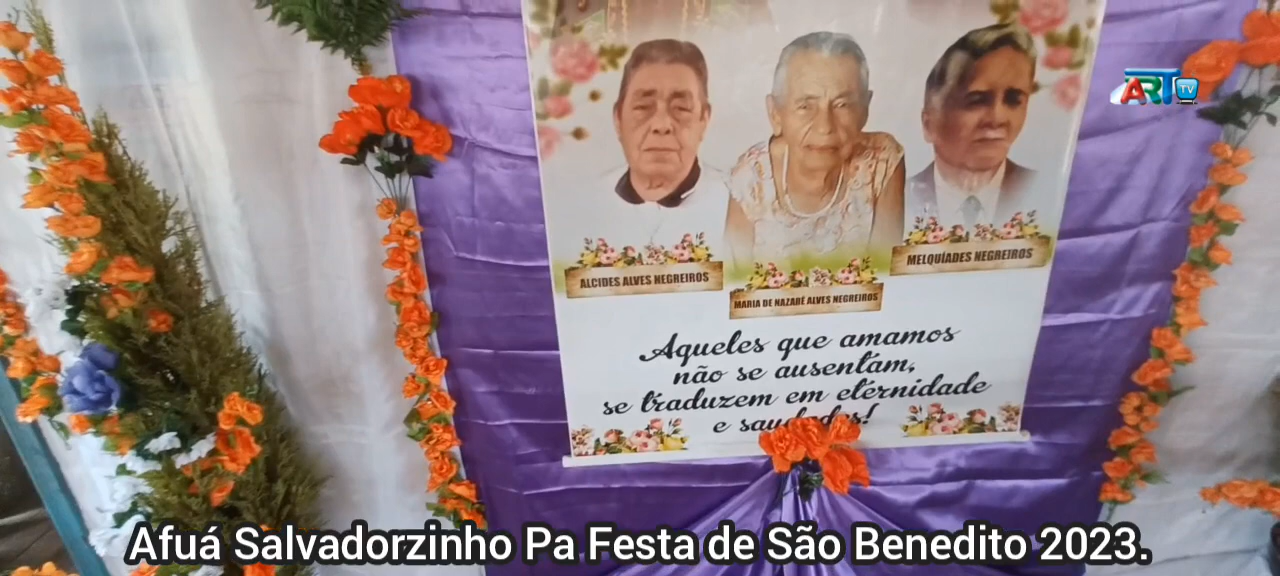 ART TV
ALCIDES ALVES NEGREIROS
MARIA DE NAZARÉ ALVES NEGREIROS
MELQUÍADES NEGREIROS
Aqueles que amamos
não se ausentam,
se traduzem em eternidade
e saudades!
Afuá Salvadorzinho Pa Festa de São Benedito 2023.